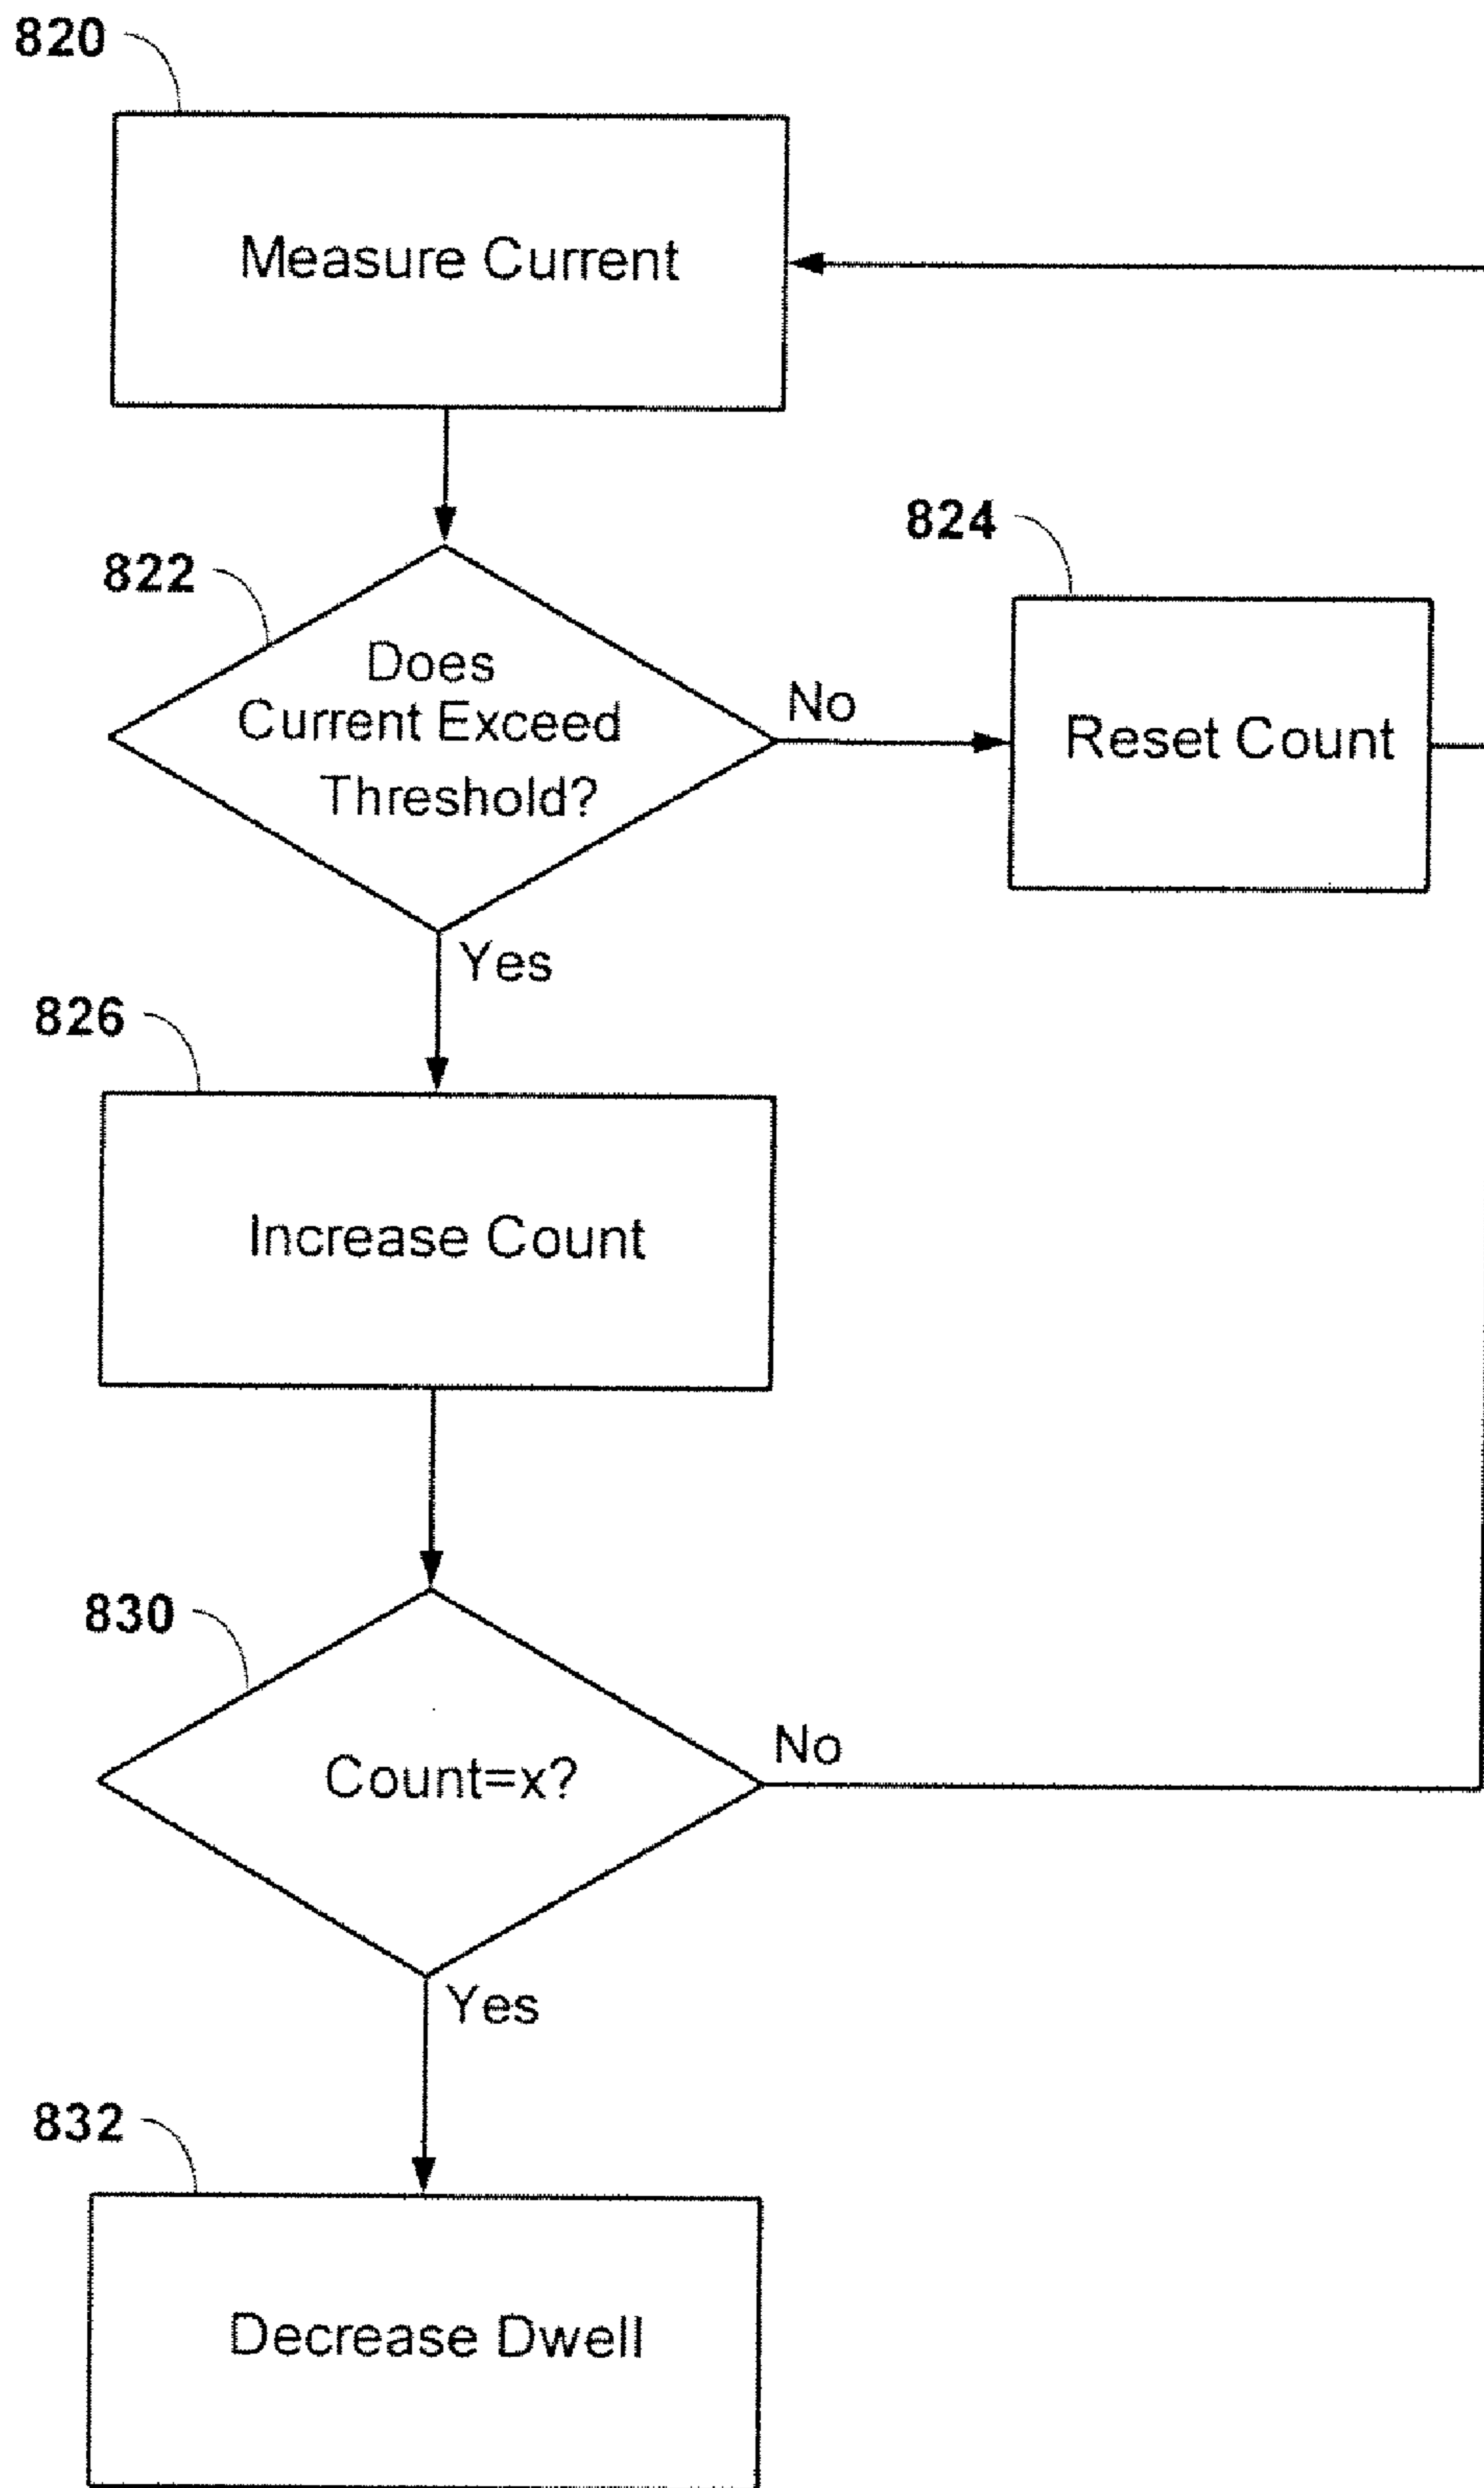 820
Measure Current
822
824
Does
Current Exceed
Threshold?
No
Reset Count
Yes
826
Increase Count
830
Count=x?
No
Yes
832
Decrease Dwell